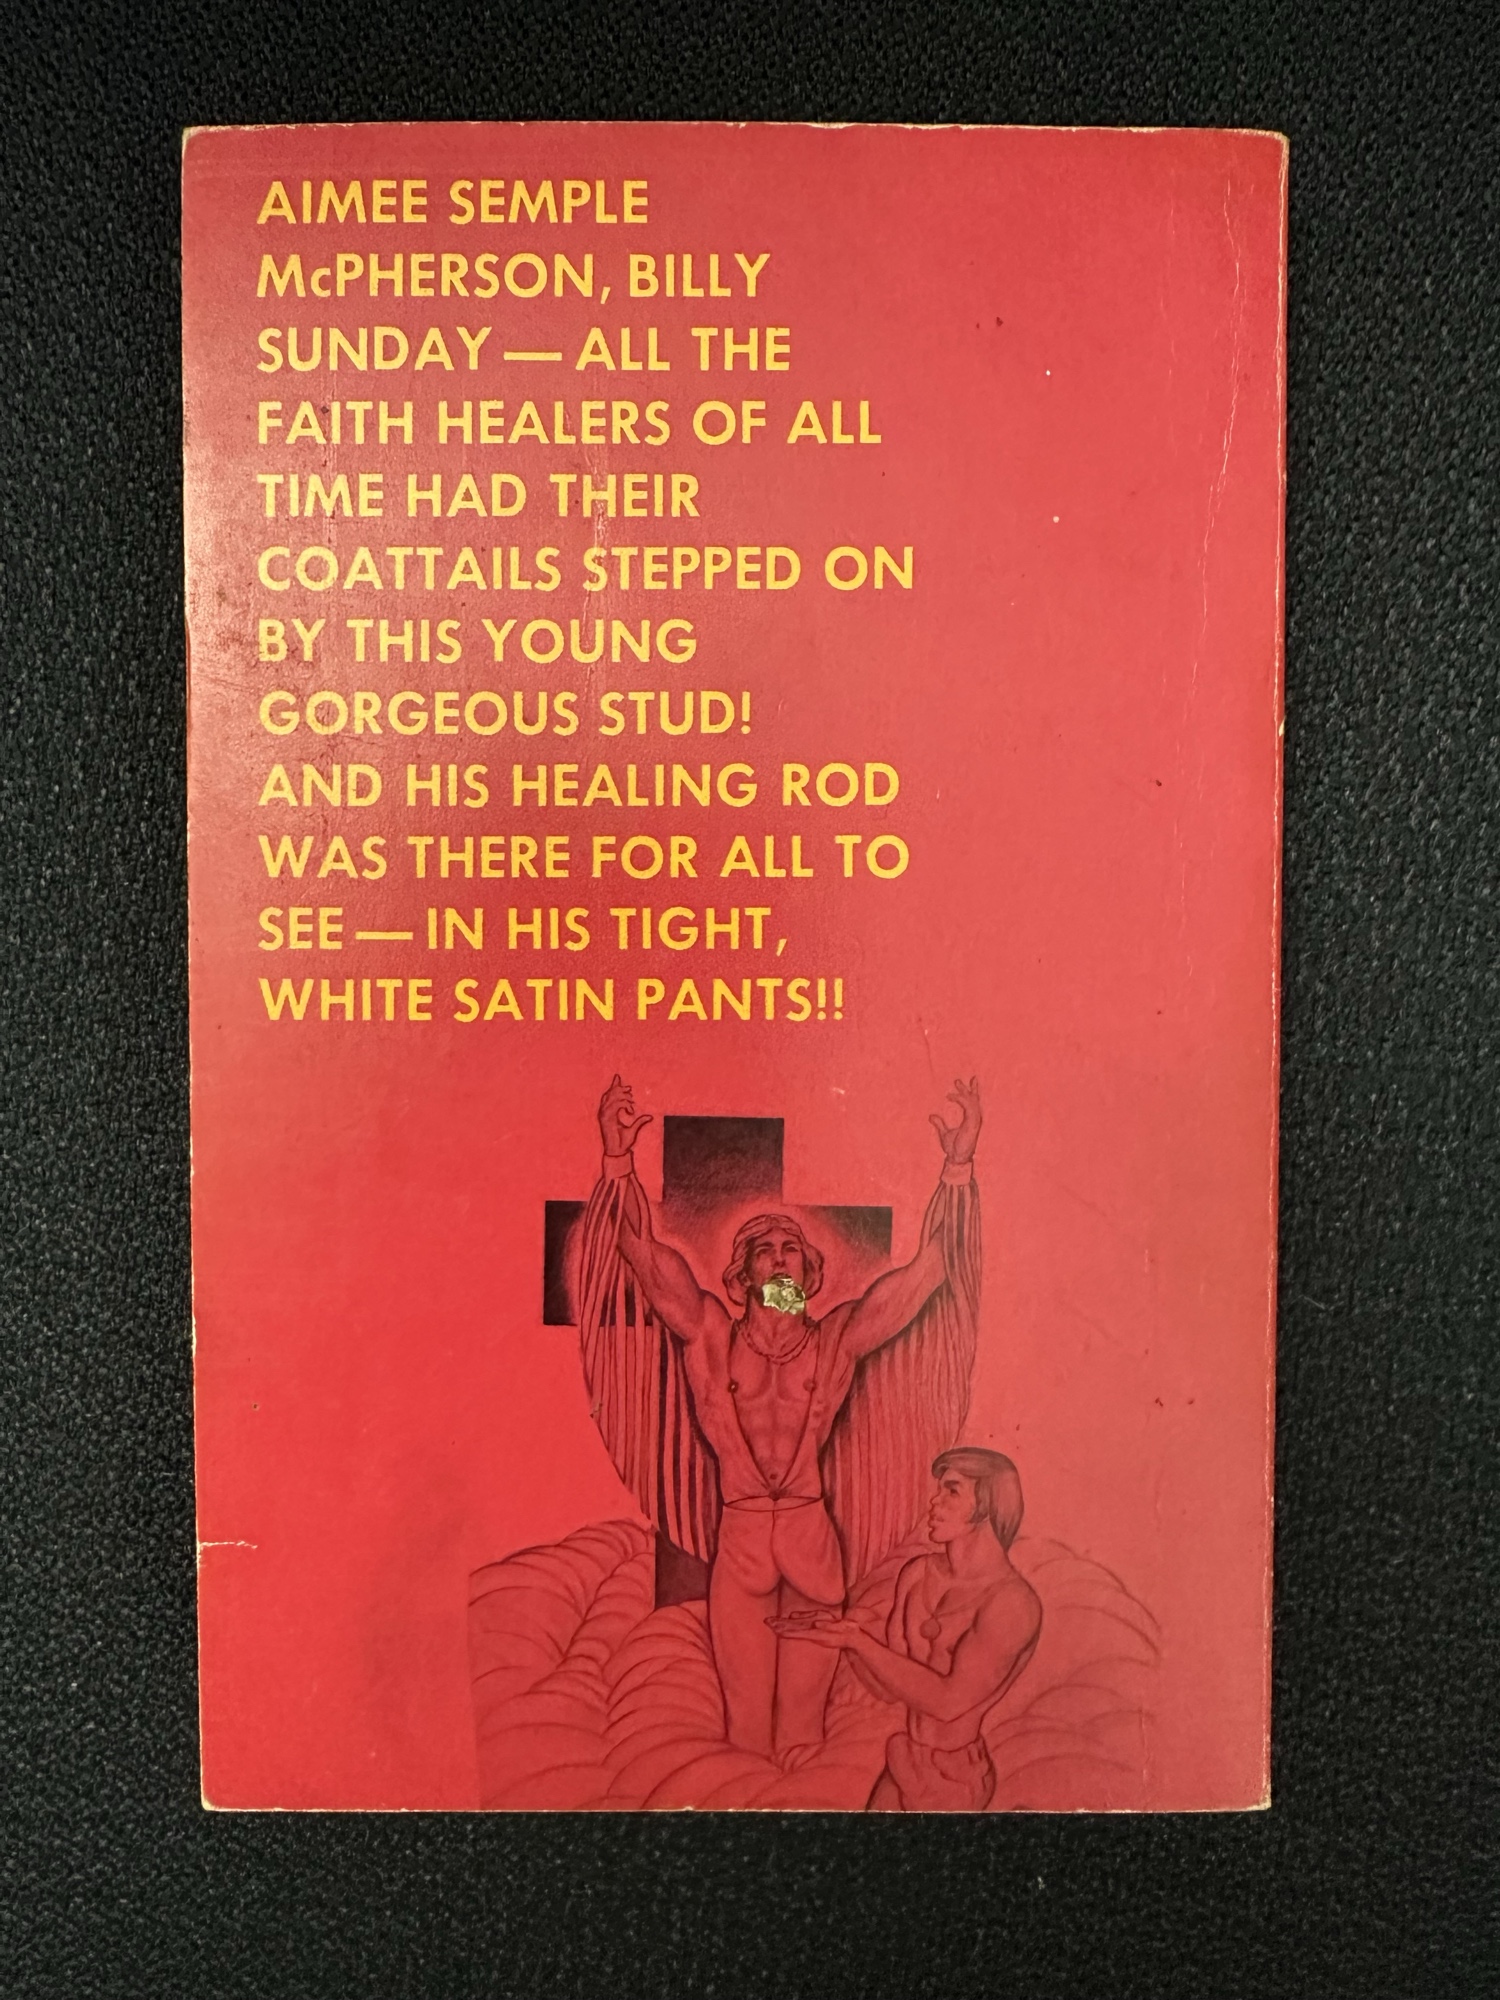 AIMEE SEMPLE
McPHERSON, BILLY
SUNDAY — ALL THE
FAITH HEALERS OF ALL
TIME HAD THEIR
COATTAILS STEPPED ON
BY THIS YOUNG
GORGEOUS STUD!
AND HIS HEALING ROD
WAS THERE FOR ALL TO
SEE — IN HIS TIGHT,
WHITE SATIN PANTS!!